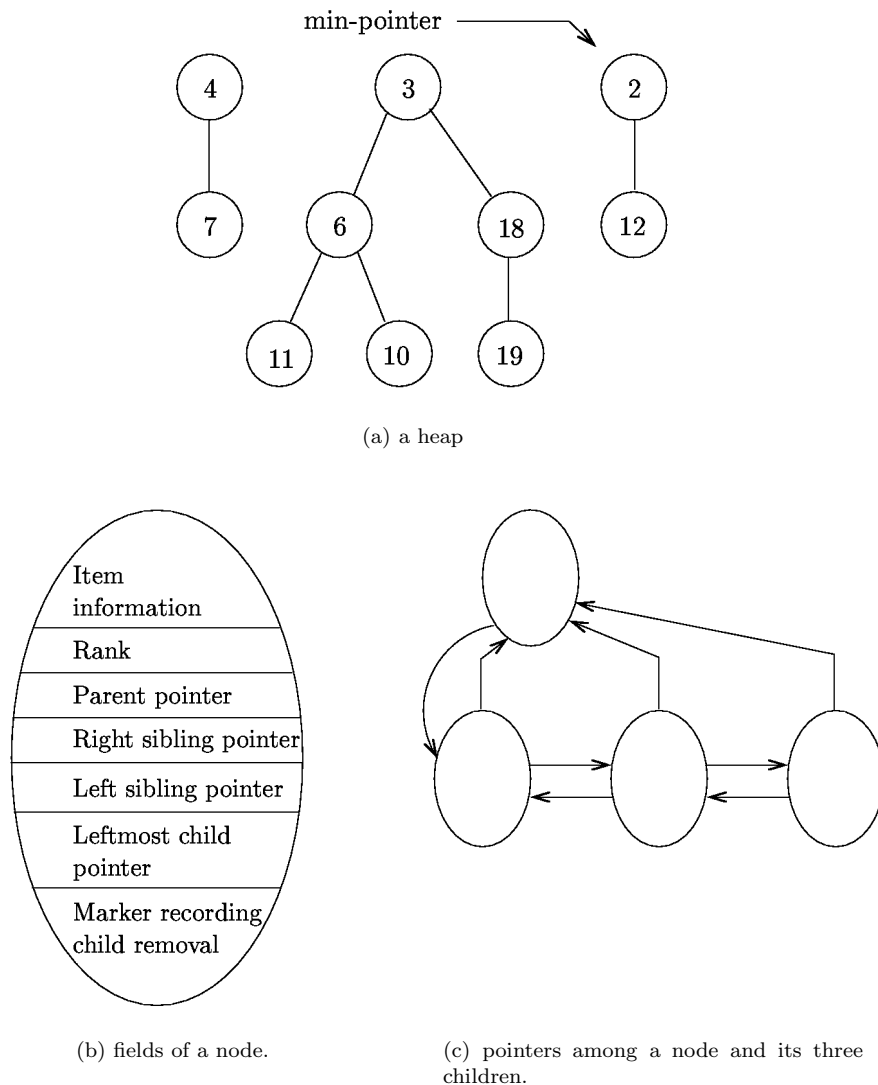 min-pointer
4 3 2
7 6 18 12
11 10 19
(a) a heap
Item
information
Rank
Parent pointer
Right sibling pointer
Left sibling pointer
Leftmost child
pointer
Marker recording
child removal
(b) fields of a node.
(c) pointers among a node and its three
children.